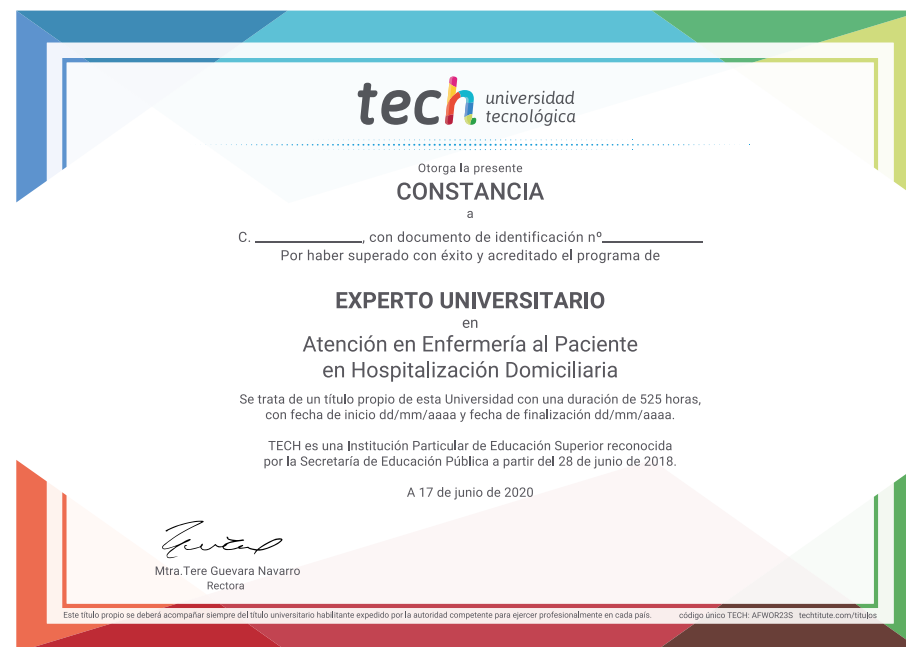 tech universidad
tecnológica
Otorga la presente
CONSTANCIA
a
C. ____________, con documento de identificación nº____________
Por haber superado con éxito y acreditado el programa de
EXPERTO UNIVERSITARIO
en
Atención en Enfermería al Paciente
en Hospitalización Domiciliaria
Se trata de un título propio de esta Universidad con una duración de 525 horas,
con fecha de inicio dd/mm/aaaa y fecha de finalización dd/mm/aaaa.
TECH es una Institución Particular de Educación Superior reconocida
por la Secretaría de Educación Pública a partir del 28 de junio de 2018.
A 17 de junio de 2020
Mtra.Tere Guevara Navarro
Rectora
Este título propio se deberá acompañar siempre del título universitario habilitante expedido por la autoridad competente para ejercer profesionalmente en cada país. código único TECH: AFWOR23S techtitute.com/titulos